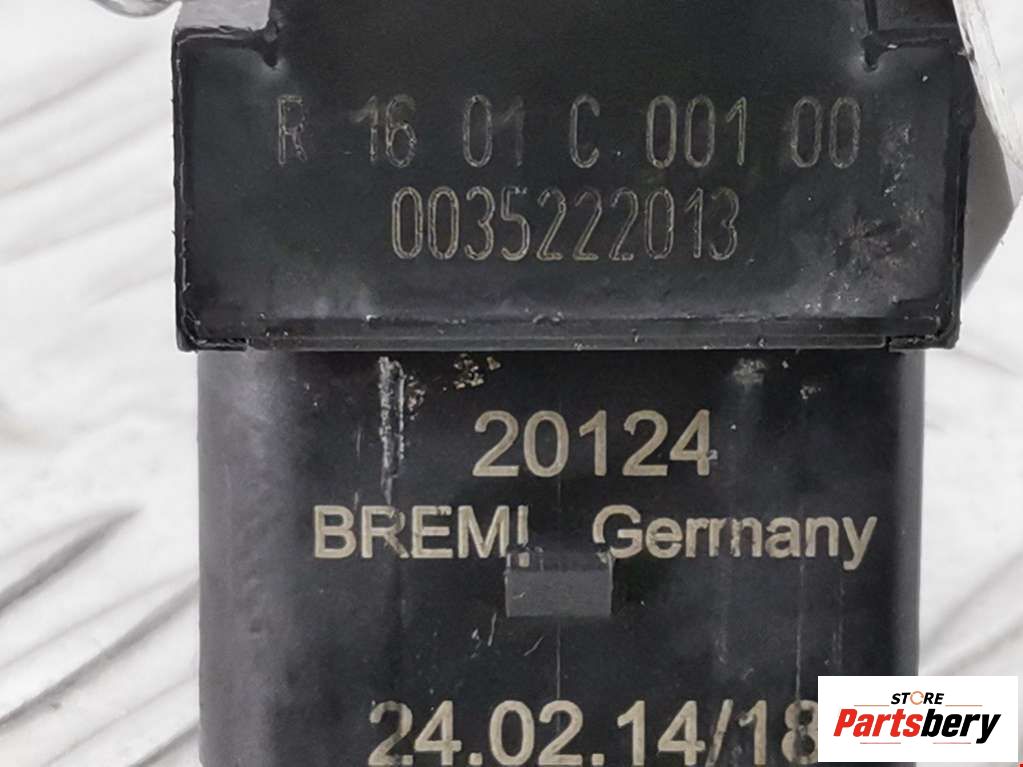 R 16 01 C 001 00
0035222013
20124
BREMI Germany
24.02.14/18
STORE
Partsbery